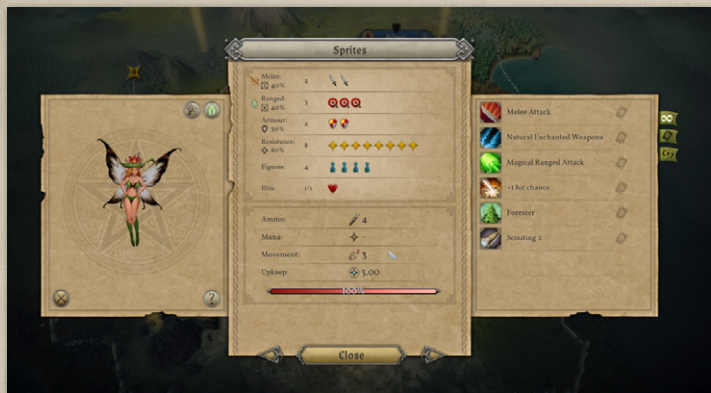 Sprites
Melee: 2
40%
Ranged: 3
40%
Armour: 2
30%
Resistance: 8
60%
Figures: 4
Hits: 1/1
Ammo: 4
Mana:
Movement: 3
Upkeep: 3.00
100%
Close
Melee Attack
Natural Enchanted Weapons
Magical Ranged Attack
+1 hit chance
Forester
Scouting 2
?